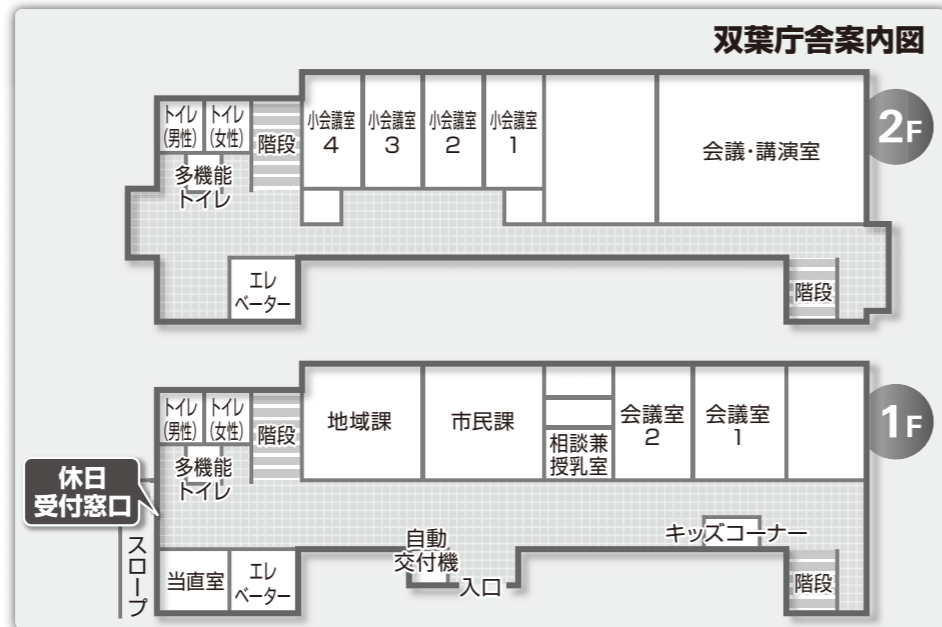 双葉庁舎案内図
2F
トイレ
(男性)
トイレ
(女性)
階段
小会議室
4
小会議室
3
小会議室
2
小会議室
1
会議・講演室
多機能
トイレ
エレ
ベーター
階段
1F
トイレ
(男性)
トイレ
(女性)
階段
地域課
市民課
相談兼
授乳室
会議室
2
会議室
1
多機能
トイレ
休日
受付窓口
スロープ
当直室
エレ
ベーター
自動
交付機
入口
キッズコーナー
階段